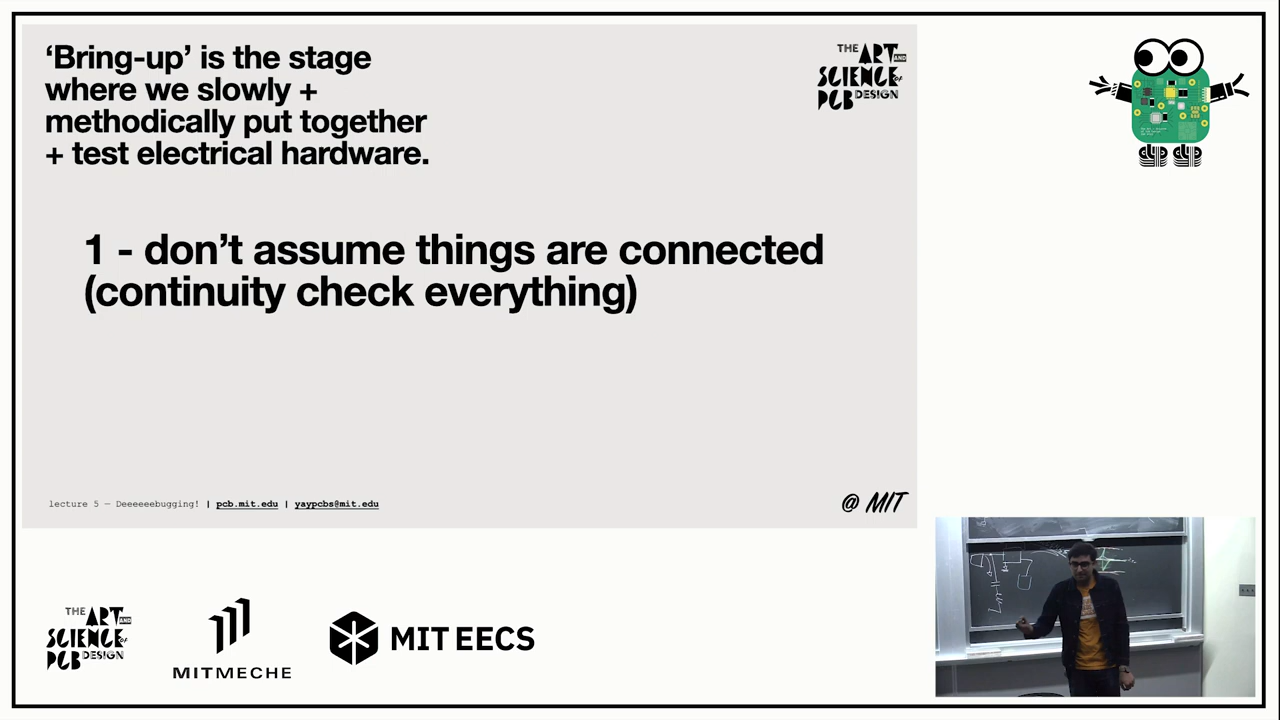 ‘Bring-up’ is the stage
where we slowly +
methodically put together
+ test electrical hardware.
THE ART AND
SCIENCE OF
PCB DESIGN
1 - don’t assume things are connected
(continuity check everything)
lecture 5 — Deeeeeebugging! | pcb.mit.edu | yaypcbs@mit.edu
@ MIT
THE ART AND
SCIENCE OF
PCB DESIGN
MITMECHE
MIT EECS